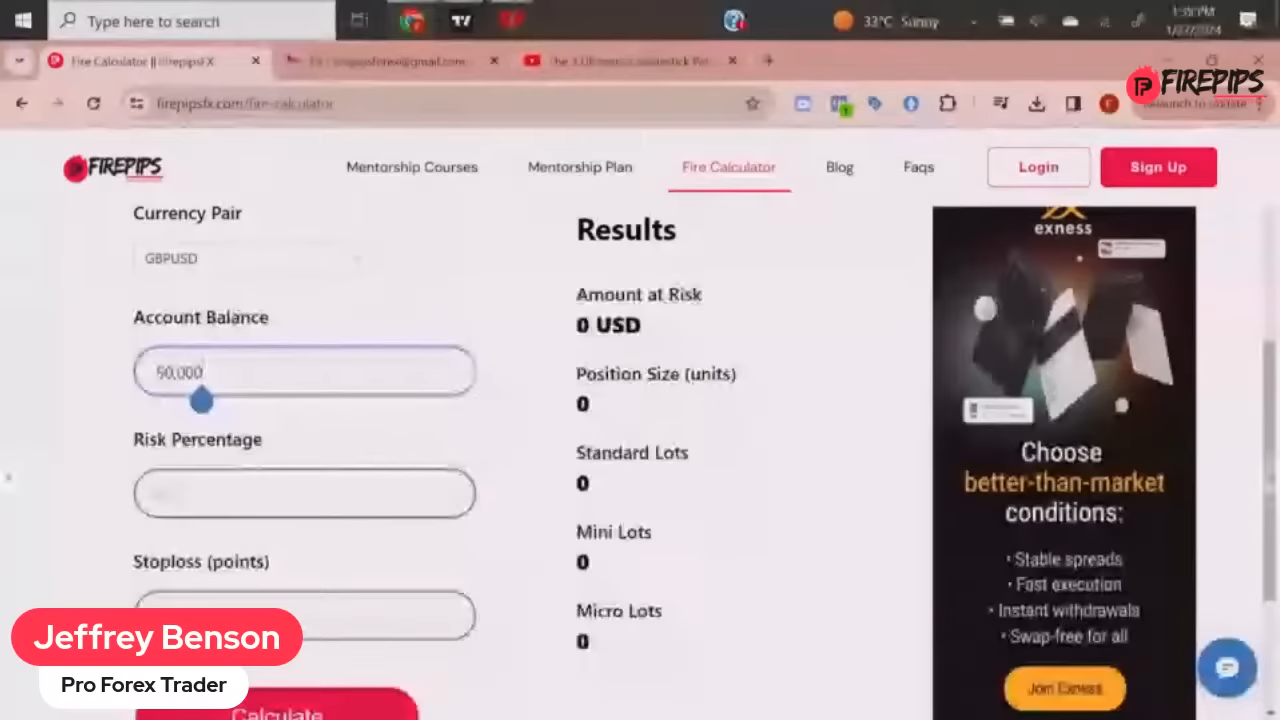 Type here to search
33°C Sunny
Fire Calculator || Firepips FX
firepipsfx.com/fire-calculator
FIREPIPS
FIREPIPS
Mentorship Courses
Mentorship Plan
Fire Calculator
Blog
Faqs
Login
Sign Up
Currency Pair
GBPUSD
Account Balance
Risk Percentage
Stoploss (points)
Calculate
Results
Amount at Risk
0 USD
Position Size (units)
0
Standard Lots
0
Mini Lots
0
Micro Lots
0
exness
Choose
better-than-market
conditions:
· Stable spreads
· Fast execution
· Instant withdrawals
· Swap-free for all
Join Exness
Jeffrey Benson
Pro Forex Trader